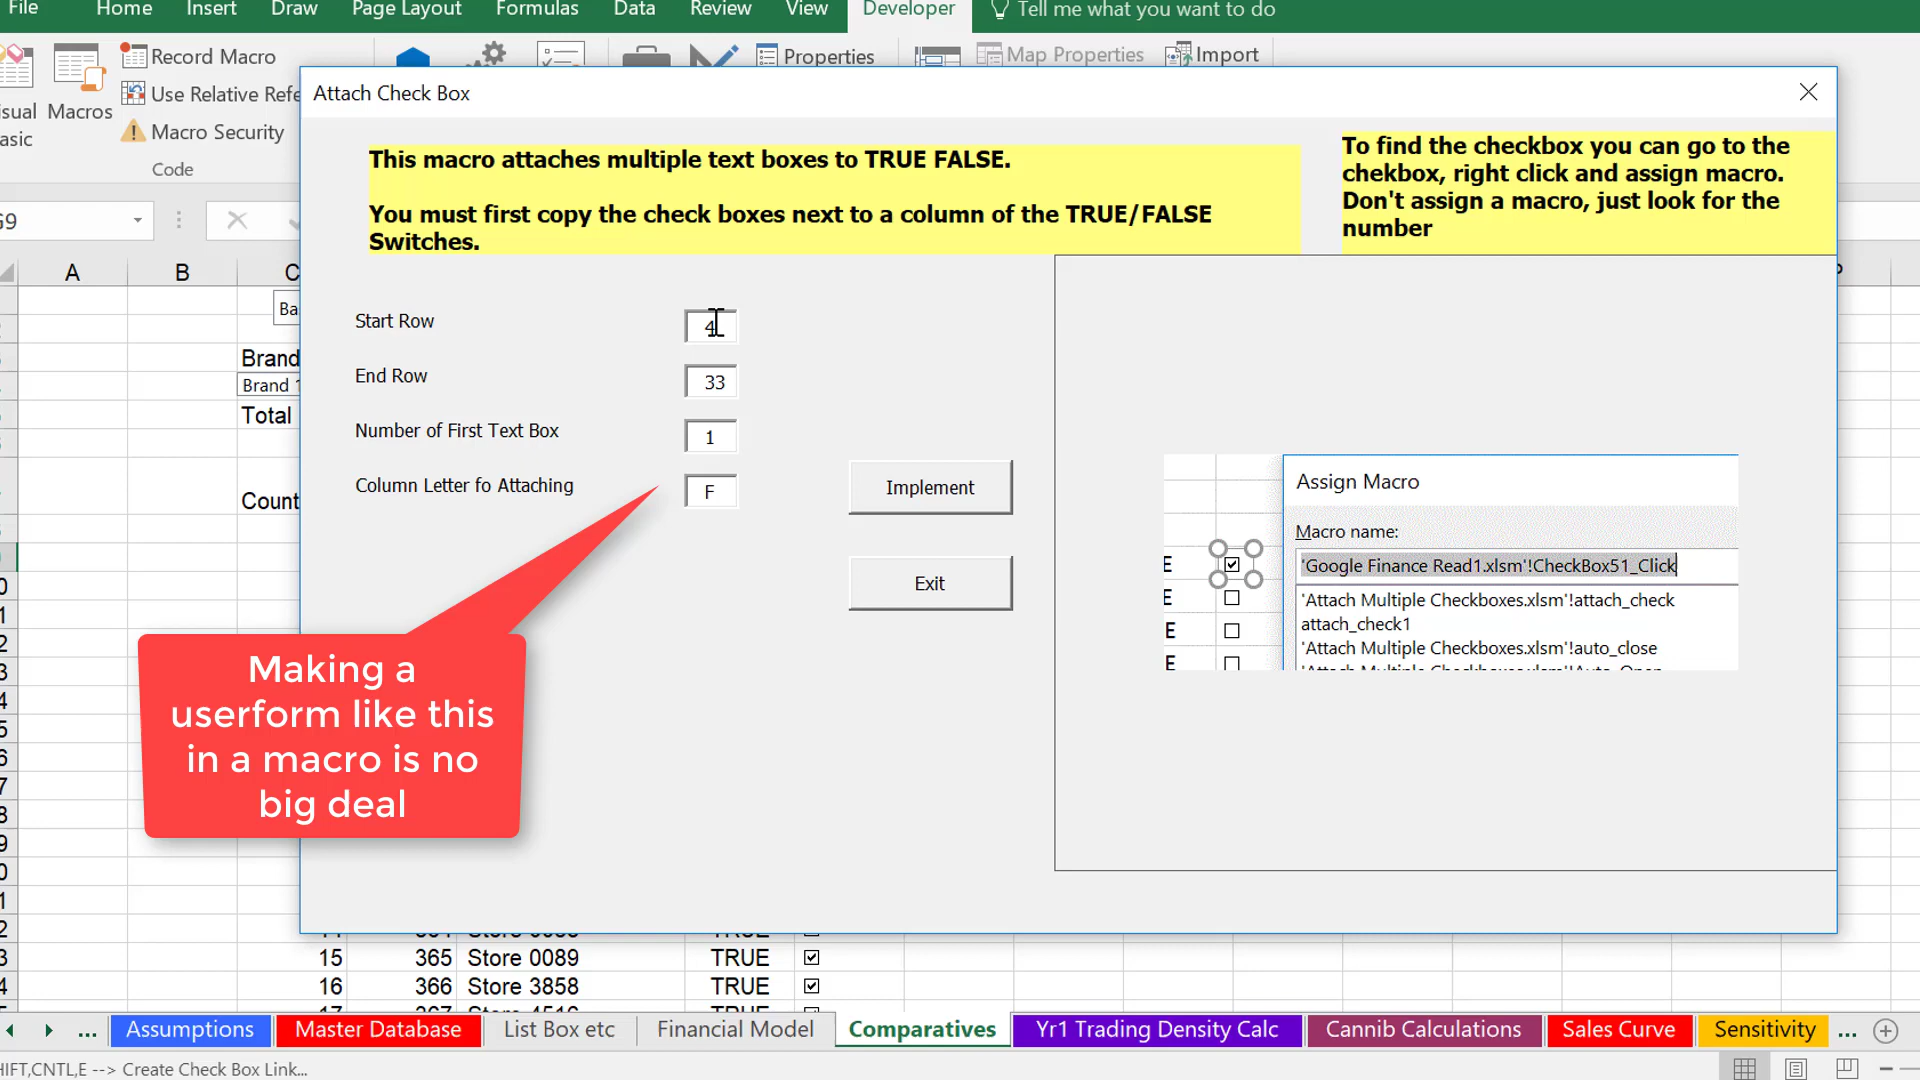 File Home Insert Draw Page Layout Formulas Data Review View Developer Tell me what you want to do
Record Macro
Use Relative Refe
Macros
Macro Security
Code
Properties
Map Properties
Import
Attach Check Box
This macro attaches multiple text boxes to TRUE FALSE.
You must first copy the check boxes next to a column of the TRUE/FALSE
Switches.
To find the checkbox you can go to the
chekbox, right click and assign macro.
Don't assign a macro, just look for the
number
A B C
Ba
Brand
Brand 1
Total
Count
Start Row 4
End Row 33
Number of First Text Box 1
Column Letter fo Attaching F
Implement
Exit
Assign Macro
Macro name:
'Google Finance Read1.xlsm'!CheckBox51_Click
'Attach Multiple Checkboxes.xlsm'!attach_check
attach_check1
'Attach Multiple Checkboxes.xlsm'!auto_close
'Attach Multiple Checkboxes.xlsm'!Auto_Open
E
E
E
E
Making a
userform like this
in a macro is no
big deal
15 365 Store 0089 TRUE
16 366 Store 3858 TRUE
... Assumptions Master Database List Box etc Financial Model Comparatives Yr1 Trading Density Calc Cannib Calculations Sales Curve Sensitivity ...
HIFT,CNTL,E --> Create Check Box Link...